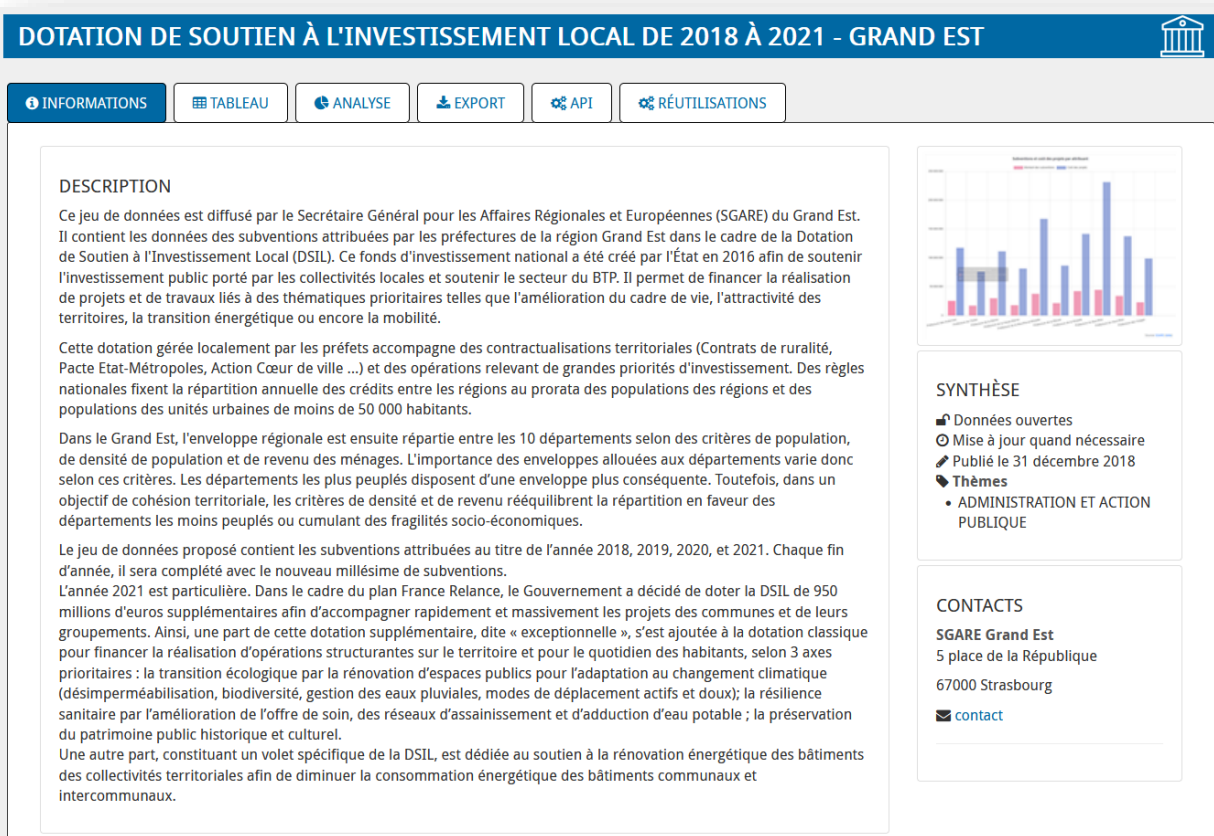 DOTATION DE SOUTIEN À L'INVESTISSEMENT LOCAL DE 2018 À 2021 - GRAND EST
INFORMATIONS
TABLEAU
ANALYSE
EXPORT
API
RÉUTILISATIONS
DESCRIPTION
Ce jeu de données est diffusé par le Secrétaire Général pour les Affaires Régionales et Européennes (SGARE) du Grand Est.
Il contient les données des subventions attribuées par les préfectures de la région Grand Est dans le cadre de la Dotation
de Soutien à l'Investissement Local (DSIL). Ce fonds d'investissement national a été créé par l'État en 2016 afin de soutenir
l'investissement public porté par les collectivités locales et soutenir le secteur du BTP. Il permet de financer la réalisation
de projets et de travaux liés à des thématiques prioritaires telles que l'amélioration du cadre de vie, l'attractivité des
territoires, la transition énergétique ou encore la mobilité.
Cette dotation gérée localement par les préfets accompagne des contractualisations territoriales (Contrats de ruralité,
Pacte Etat-Métropoles, Action Cœur de ville ...) et des opérations relevant de grandes priorités d'investissement. Des règles
nationales fixent la répartition annuelle des crédits entre les régions au prorata des populations des régions et des
populations des unités urbaines de moins de 50 000 habitants.
Dans le Grand Est, l'enveloppe régionale est ensuite répartie entre les 10 départements selon des critères de population,
de densité de population et de revenu des ménages. L'importance des enveloppes allouées aux départements varie donc
selon ces critères. Les départements les plus peuplés disposent d'une enveloppe plus conséquente. Toutefois, dans un
objectif de cohésion territoriale, les critères de densité et de revenu rééquilibrent la répartition en faveur des
départements les moins peuplés ou cumulant des fragilités socio-économiques.
Le jeu de données proposé contient les subventions attribuées au titre de l'année 2018, 2019, 2020, et 2021. Chaque fin
d'année, il sera complété avec le nouveau millésime de subventions.
L'année 2021 est particulière. Dans le cadre du plan France Relance, le Gouvernement a décidé de doter la DSIL de 950
millions d'euros supplémentaires afin d'accompagner rapidement et massivement les projets des communes et de leurs
groupements. Ainsi, une part de cette dotation supplémentaire, dite « exceptionnelle », s'est ajoutée à la dotation classique
pour financer la réalisation d'opérations structurantes sur le territoire et pour le quotidien des habitants, selon 3 axes
prioritaires : la transition écologique par la rénovation d'espaces publics pour l'adaptation au changement climatique
(désimperméabilisation, biodiversité, gestion des eaux pluviales, modes de déplacement actifs et doux); la résilience
sanitaire par l'amélioration de l'offre de soin, des réseaux d'assainissement et d'adduction d'eau potable ; la préservation
du patrimoine public historique et culturel.
Une autre part, constituant un volet spécifique de la DSIL, est dédiée au soutien à la rénovation énergétique des bâtiments
des collectivités territoriales afin de diminuer la consommation énergétique des bâtiments communaux et
intercommunaux.
SYNTHÈSE
Données ouvertes
Mise à jour quand nécessaire
Publié le 31 décembre 2018
Thèmes
ADMINISTRATION ET ACTION
PUBLIQUE
CONTACTS
SGARE Grand Est
5 place de la République
67000 Strasbourg
contact